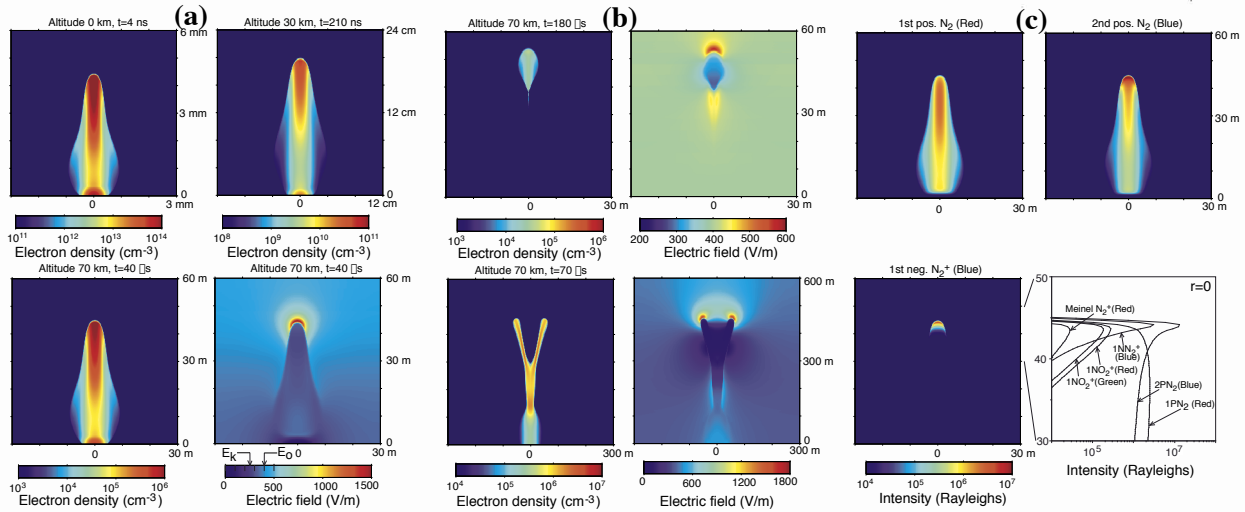 (a)
Altitude 0 km, t=4 ns
6 mm
3 mm
0
0
3 mm
10^11 10^12 10^13 10^14
Electron density (cm^-3)
Altitude 30 km, t=210 ns
24 cm
12 cm
0
0
12 cm
10^8 10^9 10^10 10^11
Electron density (cm^-3)
Altitude 70 km, t=40 □s
60 m
30 m
0
0
30 m
10^3 10^4 10^5 10^6
Electron density (cm^-3)
Altitude 70 km, t=40 □s
60 m
30 m
0
0
30 m
E_k E_o
0 500 1000 1500
Electric field (V/m)
(b)
Altitude 70 km, t=180 □s
0
30 m
10^3 10^4 10^5 10^6
Electron density (cm^-3)
60 m
30 m
0
0
30 m
200 300 400 500 600
Electric field (V/m)
Altitude 70 km, t=70 □s
0
300 m
10^4 10^5 10^6 10^7
Electron density (cm^-3)
600 m
300 m
0
0
300 m
0 600 1200 1800
Electric field (V/m)
(c)
1st pos. N₂ (Red)
0
30 m
2nd pos. N₂ (Blue)
60 m
30 m
0
0
30 m
1st neg. N₂⁺ (Blue)
0
30 m
10^4 10^5 10^6 10^7
Intensity (Rayleighs)
50
40
30
r=0
Meinel N₂⁺(Red)
1NN₂⁺
(Blue)
1NO₂⁺(Red)
1NO₂⁺(Green)
2PN₂(Blue)
1PN₂ (Red)
10^5 10^7
Intensity (Rayleighs)